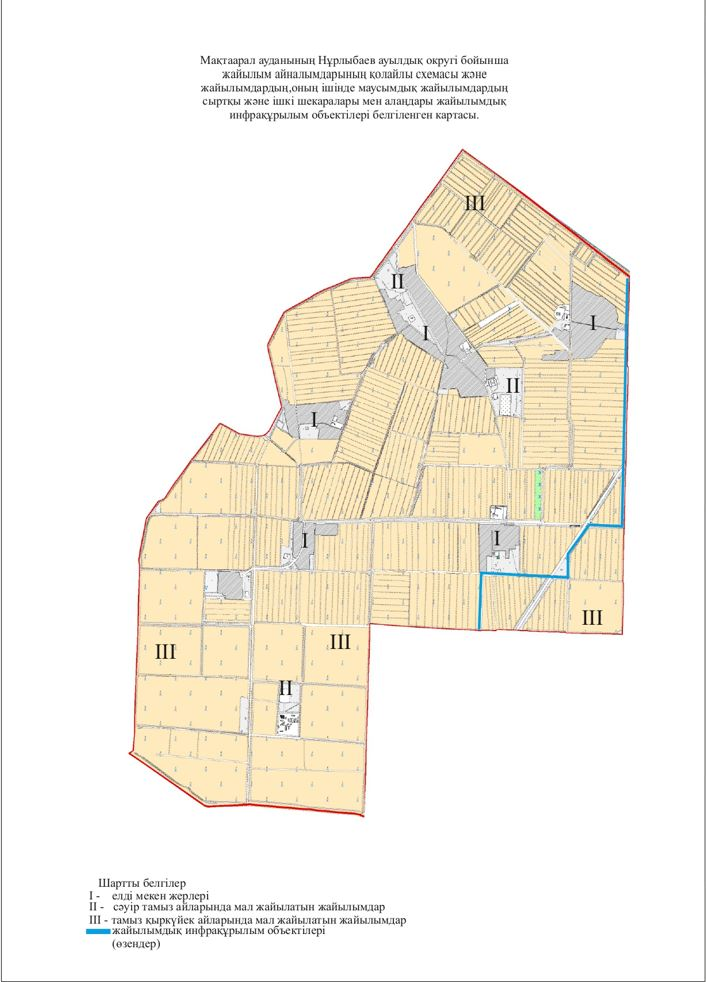 Мақтаарал ауданының Нұрлыбаев ауылдық округі бойынша
жайылым айналымдарының қолайлы схемасы және
жайылымдардың,оның ішінде маусымдық жайылымдардың
сыртқы және ішкі шекаралары мен алаңдары жайылымдық
инфрақұрылым объектілері белгіленген картасы.
III
II
I
I
II
I
I
I
III
III
III
II
Шартты белгілер
I - елді мекен жерлері
II - сәуір тамыз айларында мал жайылатын жайылымдар
III - тамыз қыркүйек айларында мал жайылатын жайылымдар
жайылымдық инфрақұрылым объектілері
(өзендер)